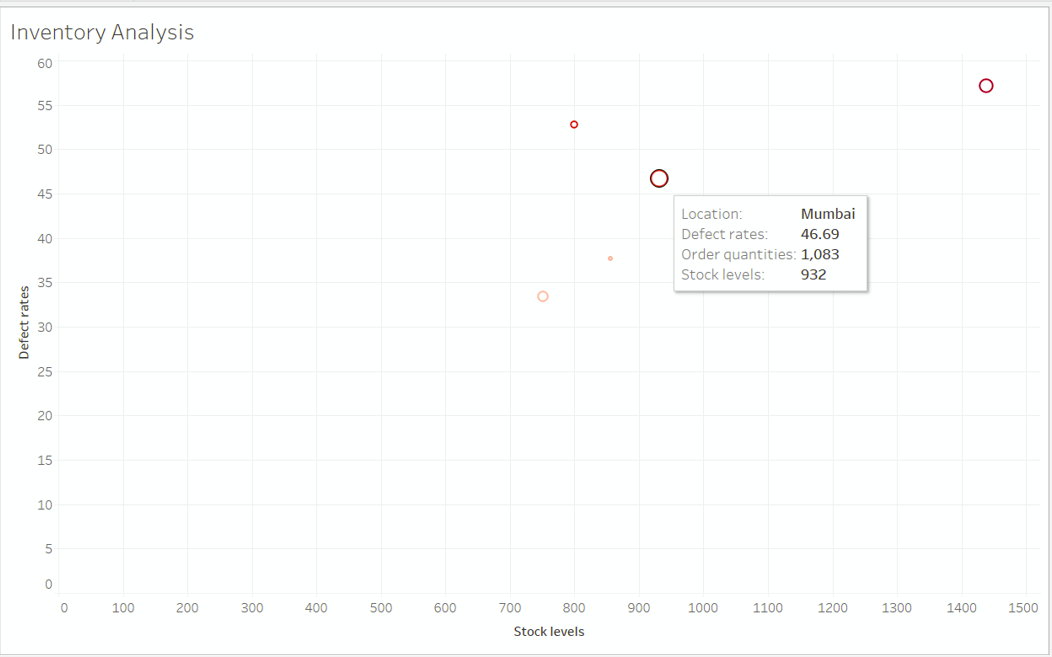 Inventory Analysis
60
55
50
45
40
35
30
25
20
15
10
5
0
Defect rates
Location: Mumbai
Defect rates: 46.69
Order quantities: 1,083
Stock levels: 932
0 100 200 300 400 500 600 700 800 900 1000 1100 1200 1300 1400 1500
Stock levels